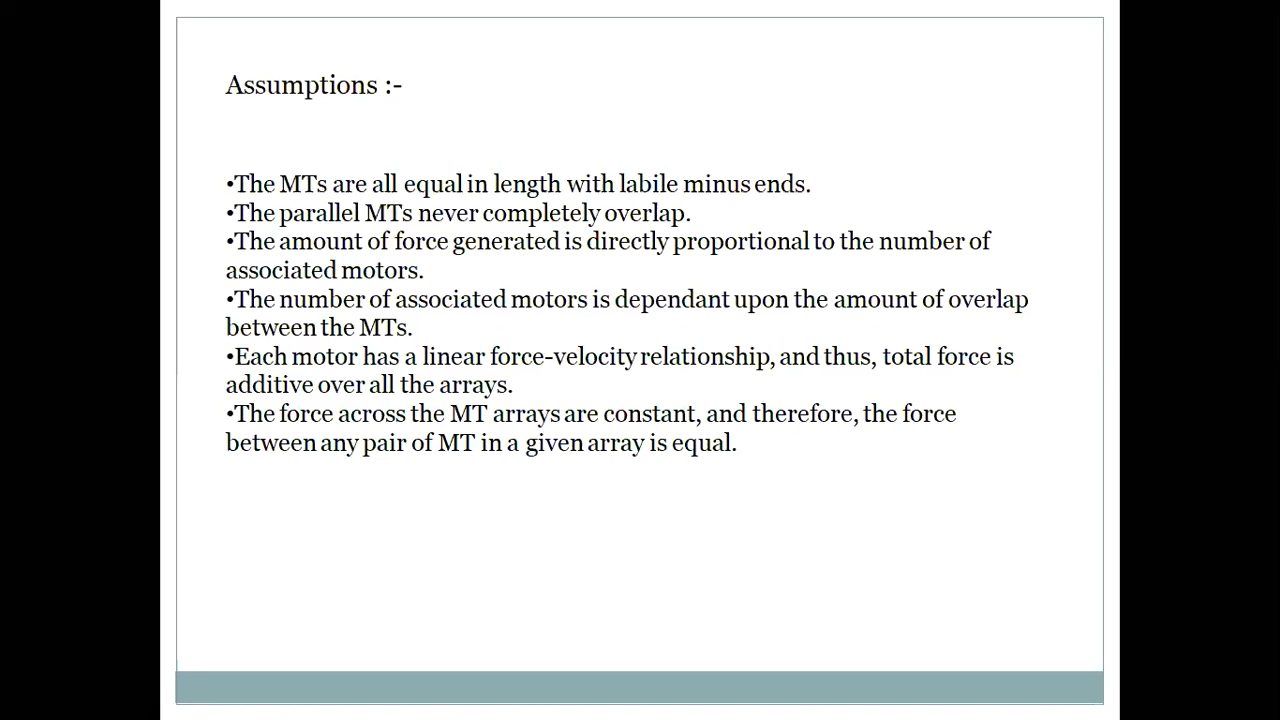 Assumptions :-
•The MTs are all equal in length with labile minus ends.
•The parallel MTs never completely overlap.
•The amount of force generated is directly proportional to the number of
associated motors.
•The number of associated motors is dependant upon the amount of overlap
between the MTs.
•Each motor has a linear force-velocity relationship, and thus, total force is
additive over all the arrays.
•The force across the MT arrays are constant, and therefore, the force
between any pair of MT in a given array is equal.